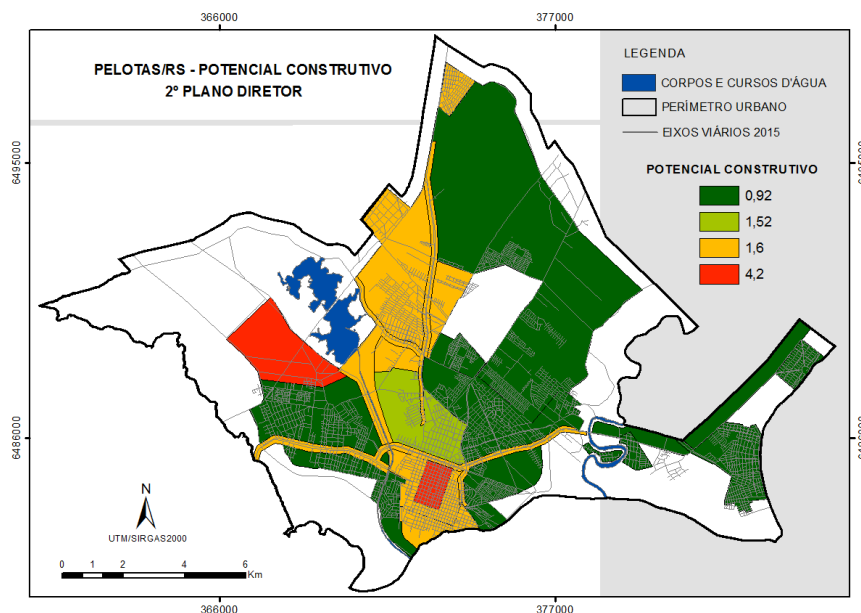 366000
377000
PELOTAS/RS - POTENCIAL CONSTRUTIVO
2º PLANO DIRETOR
LEGENDA
CORPOS E CURSOS D'ÁGUA
PERÍMETRO URBANO
EIXOS VIÁRIOS 2015
POTENCIAL CONSTRUTIVO
0,92
1,52
1,6
4,2
6495000
6495000
6486000
6486000
N
UTM/SIRGAS2000
0 1 2 4 6
Km
366000
377000